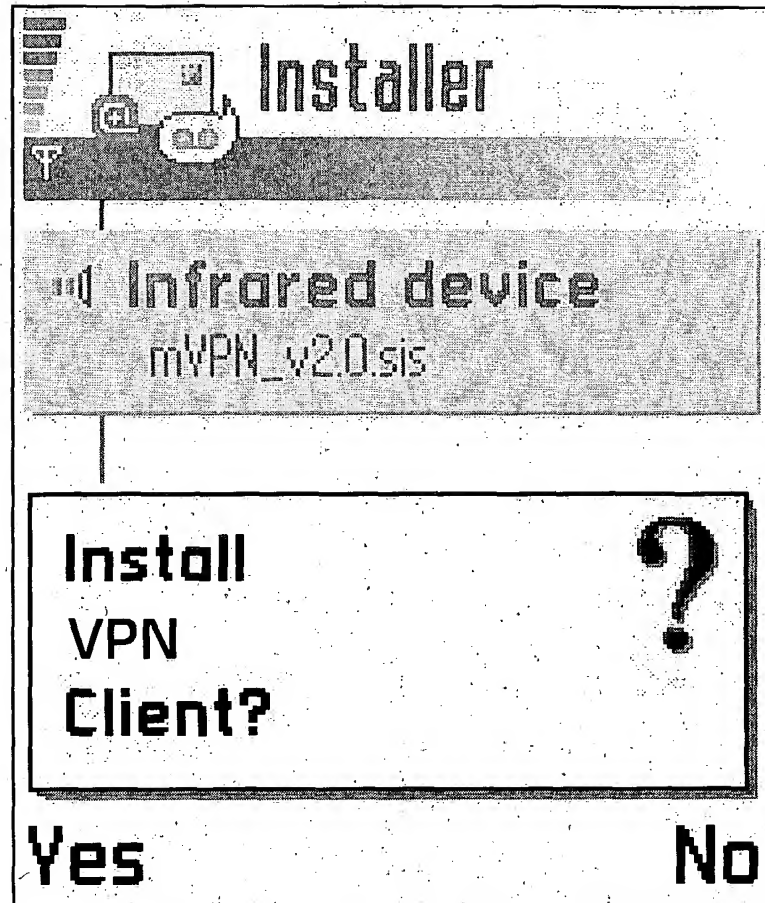 Installer
Infrared device
mVPN_v2.0.sis
Install
VPN
Client?
Yes No